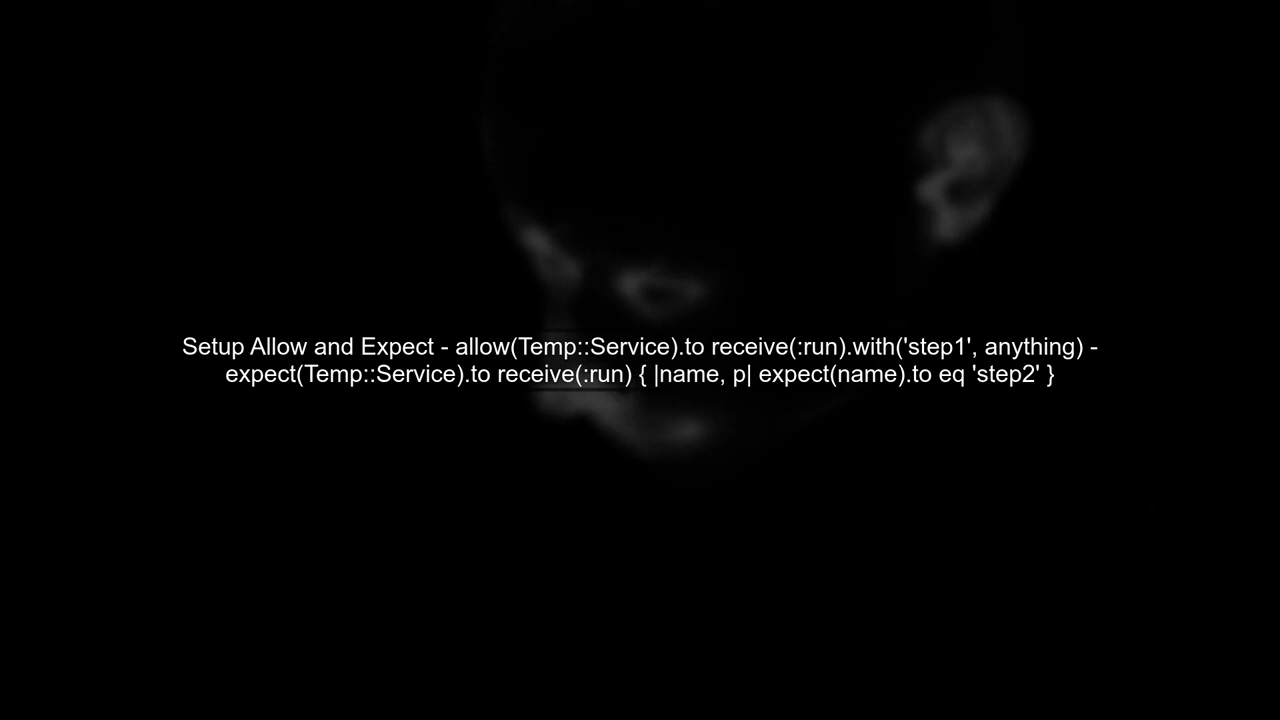 Setup Allow and Expect - allow(Temp::Service).to receive(:run).with('step1', anything) -
expect(Temp::Service).to receive(:run) { |name, p| expect(name).to eq 'step2' }